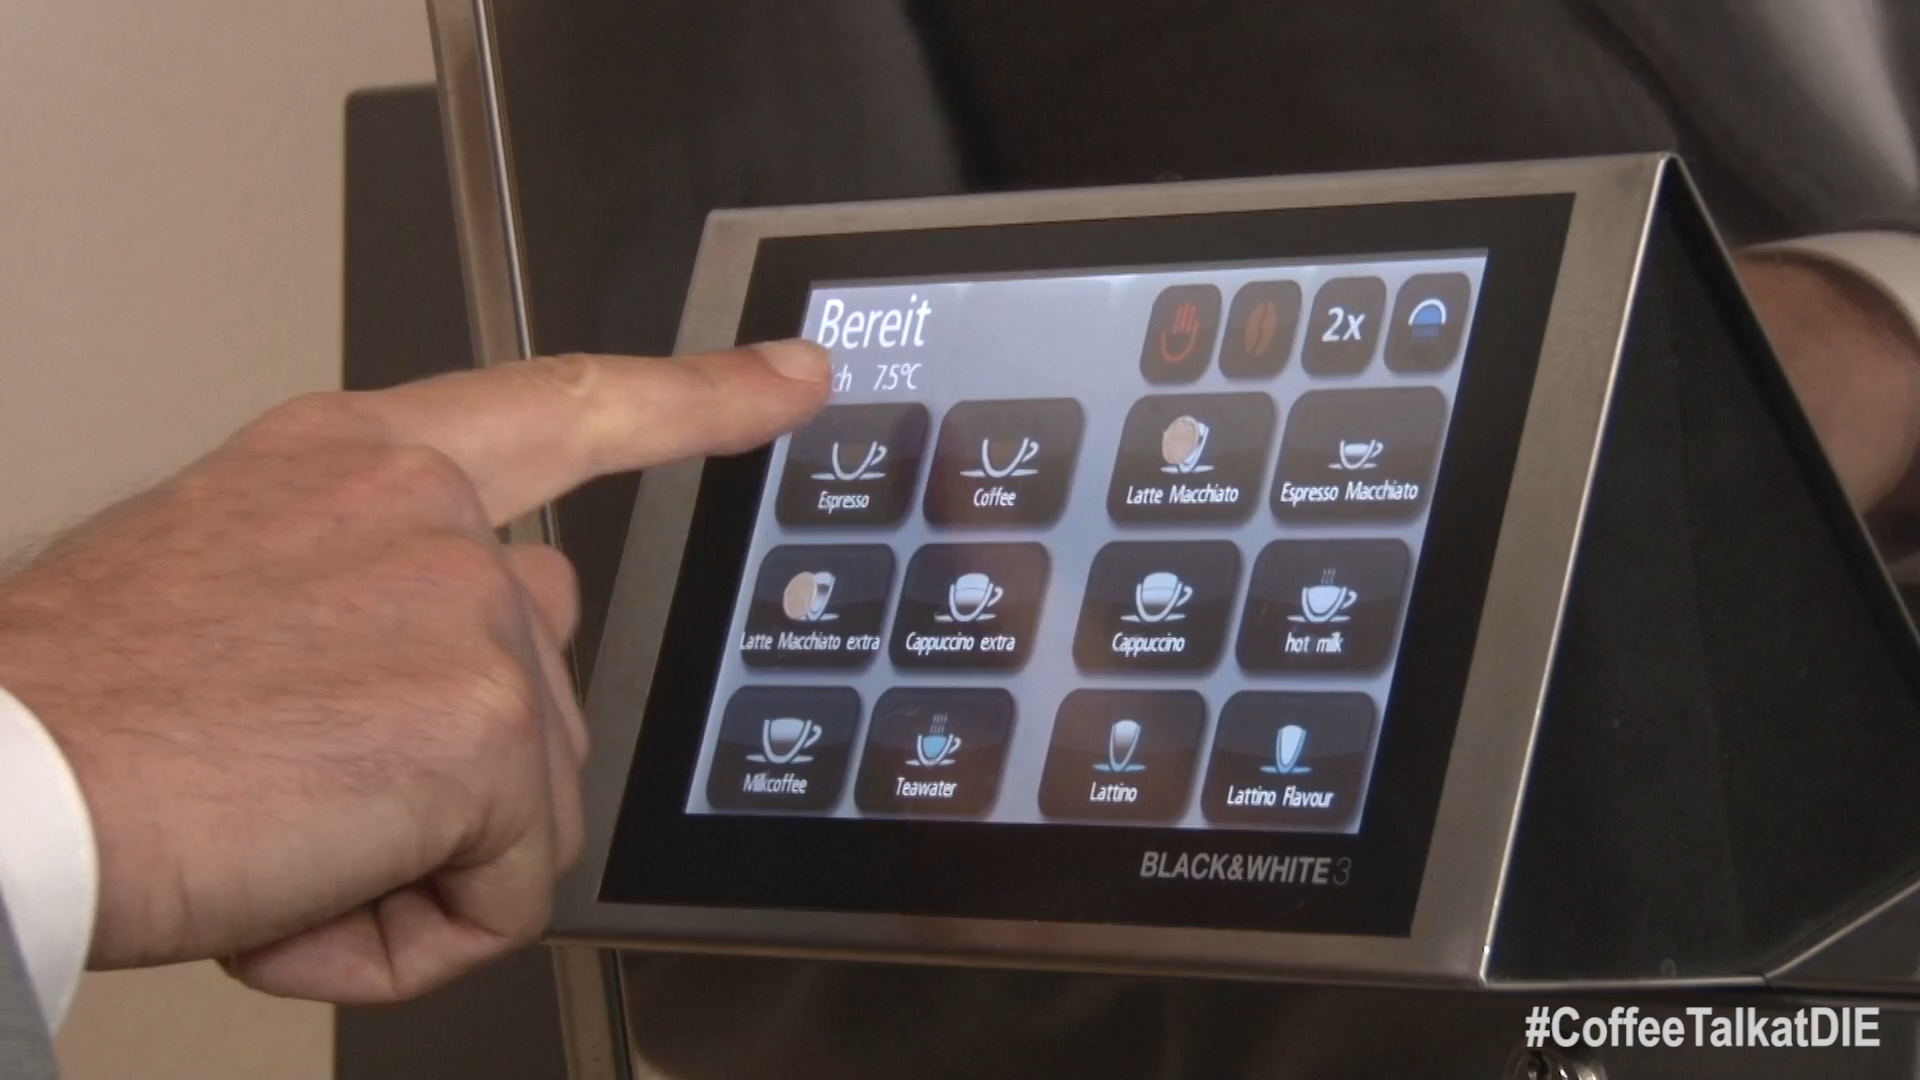 Bereit
ch 7.5°C
2x
Espresso
Coffee
Latte Macchiato
Espresso Macchiato
Latte Macchiato extra
Cappuccino extra
Cappuccino
hot milk
Milkcoffee
Teawater
Lattino
Lattino Flavour
BLACK&WHITE3
#CoffeeTalkatDIE